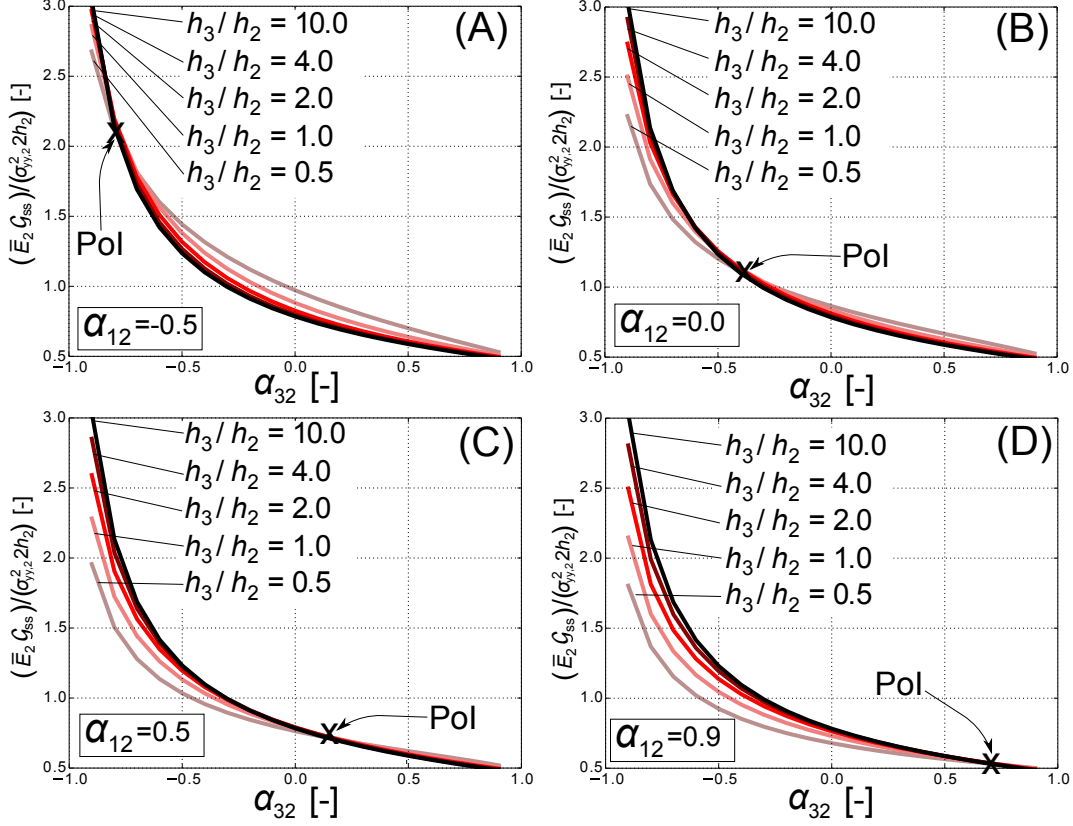 (A)
h3/h2 = 10.0
h3/h2 = 4.0
h3/h2 = 2.0
h3/h2 = 1.0
h3/h2 = 0.5
PoI
α12=-0.5
3.0
2.5
2.0
1.5
1.0
0.5
−1.0 −0.5 0.0 0.5 1.0
α32 [-]
(Ē2 𝒢ss)/(σ²yy,2 2h2) [-]
(B)
h3/h2 = 10.0
h3/h2 = 4.0
h3/h2 = 2.0
h3/h2 = 1.0
h3/h2 = 0.5
PoI
α12=0.0
3.0
2.5
2.0
1.5
1.0
0.5
−1.0 −0.5 0.0 0.5 1.0
α32 [-]
(Ē2 𝒢ss)/(σ²yy,2 2h2) [-]
(C)
h3/h2 = 10.0
h3/h2 = 4.0
h3/h2 = 2.0
h3/h2 = 1.0
h3/h2 = 0.5
PoI
α12=0.5
3.0
2.5
2.0
1.5
1.0
0.5
−1.0 −0.5 0.0 0.5 1.0
α32 [-]
(Ē2 𝒢ss)/(σ²yy,2 2h2) [-]
(D)
h3/h2 = 10.0
h3/h2 = 4.0
h3/h2 = 2.0
h3/h2 = 1.0
h3/h2 = 0.5
PoI
α12=0.9
3.0
2.5
2.0
1.5
1.0
0.5
−1.0 −0.5 0.0 0.5 1.0
α32 [-]
(Ē2 𝒢ss)/(σ²yy,2 2h2) [-]